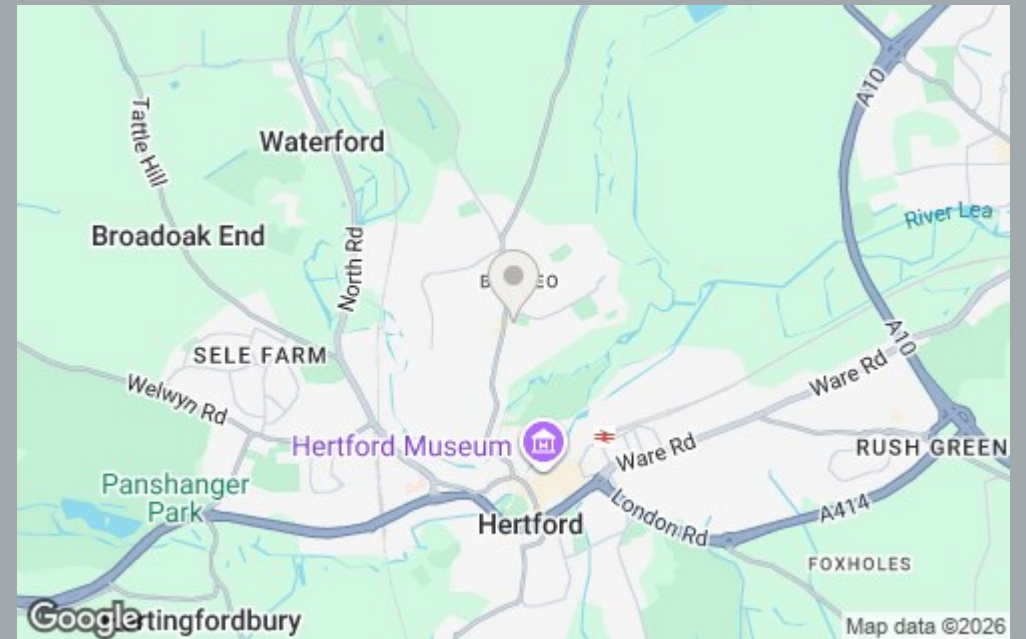 A10
Tattle Hill
Waterford
River Lea
Broadoak End
North Rd
SELE FARM
A10
Ware Rd
Welwyn Rd
Hertford Museum
Ware Rd
RUSH GREEN
Panshanger
Park
London Rd
A414
Hertford
FOXHOLES
Google
rtingfordbury
Map data ©2026